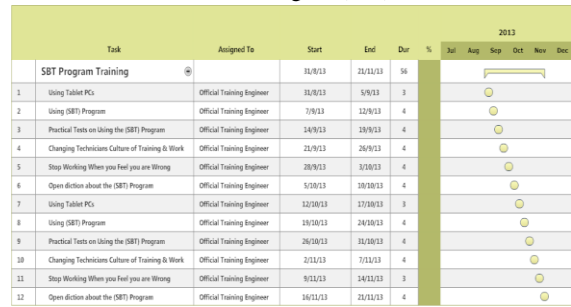 2013
Task Assigned To Start End Dur % Jul Aug Sep Oct Nov Dec
SBT Program Training 31/8/13 21/11/13 56
1 Using Tablet PCs Official Training Engineer 31/8/13 5/9/13 3
2 Using (SBT) Program Official Training Engineer 7/9/13 12/9/13 4
3 Practical Tests on Using the (SBT) Program Official Training Engineer 14/9/13 19/9/13 4
4 Changing Technicians Culture of Training & Work Official Training Engineer 21/9/13 26/9/13 4
5 Stop Working When you Feel you are Wrong Official Training Engineer 28/9/13 3/10/13 4
6 Open diction about the (SBT) Program Official Training Engineer 5/10/13 10/10/13 4
7 Using Tablet PCs Official Training Engineer 12/10/13 17/10/13 3
8 Using (SBT) Program Official Training Engineer 19/10/13 24/10/13 4
9 Practical Tests on Using the (SBT) Program Official Training Engineer 26/10/13 31/10/13 4
10 Changing Technicians Culture of Training & Work Official Training Engineer 2/11/13 7/11/13 4
11 Stop Working When you Feel you are Wrong Official Training Engineer 9/11/13 14/11/13 3
12 Open diction about the (SBT) Program Official Training Engineer 16/11/13 21/11/13 4